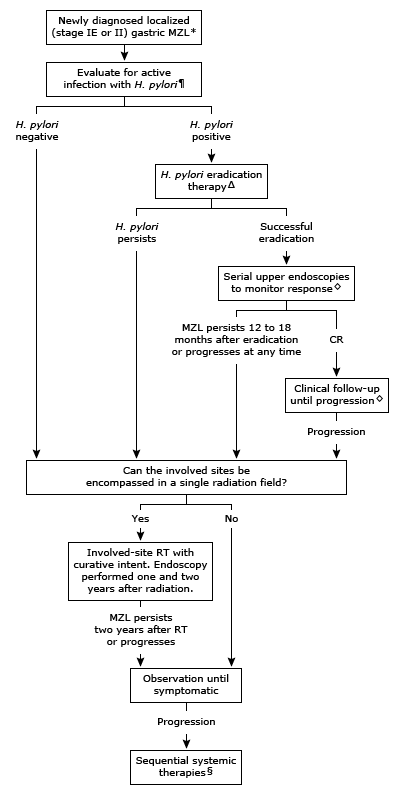 Newly diagnosed localized
(stage IE or II) gastric MZL*
Evaluate for active
infection with H. pylori¶
H. pylori
negative
H. pylori
positive
H. pylori eradication
therapyΔ
H. pylori
persists
Successful
eradication
Serial upper endoscopies
to monitor response◊
MZL persists 12 to 18
months after eradication
or progresses at any time
CR
Clinical follow-up
until progression◊
Progression
Can the involved sites be
encompassed in a single radiation field?
Yes
No
Involved-site RT with
curative intent. Endoscopy
performed one and two
years after radiation.
MZL persists
two years after RT
or progresses
Observation until
symptomatic
Progression
Sequential systemic
therapies§